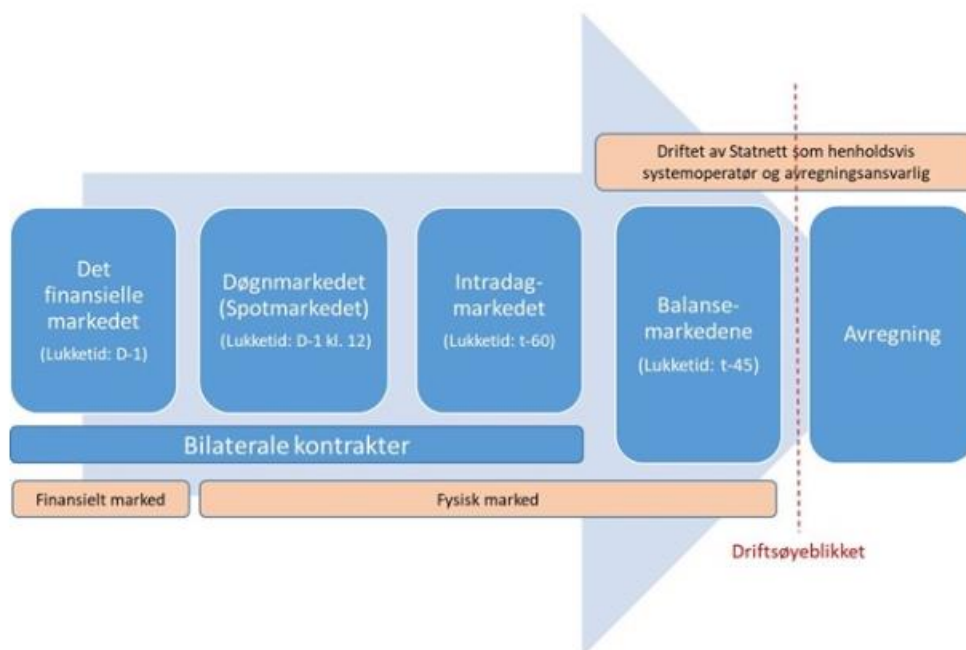 Driftet av Statnett som henholdsvis
systemoperatør og avregningsansvarlig
Det
finansielle
markedet
(Lukketid: D-1)
Døgnmarkedet
(Spotmarkedet)
(Lukketid: D-1 kl. 12)
Intradag-
markedet
(Lukketid: t-60)
Balanse-
markedene
(Lukketid: t-45)
Avregning
Bilaterale kontrakter
Finansielt marked
Fysisk marked
Driftsøyeblikket